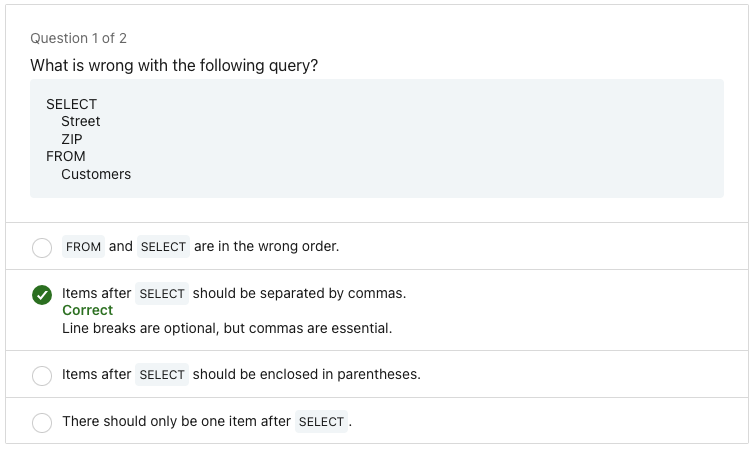 Question 1 of 2
What is wrong with the following query?
SELECT
Street
ZIP
FROM
Customers
FROM and SELECT are in the wrong order.
Items after SELECT should be separated by commas.
Correct
Line breaks are optional, but commas are essential.
Items after SELECT should be enclosed in parentheses.
There should only be one item after SELECT.